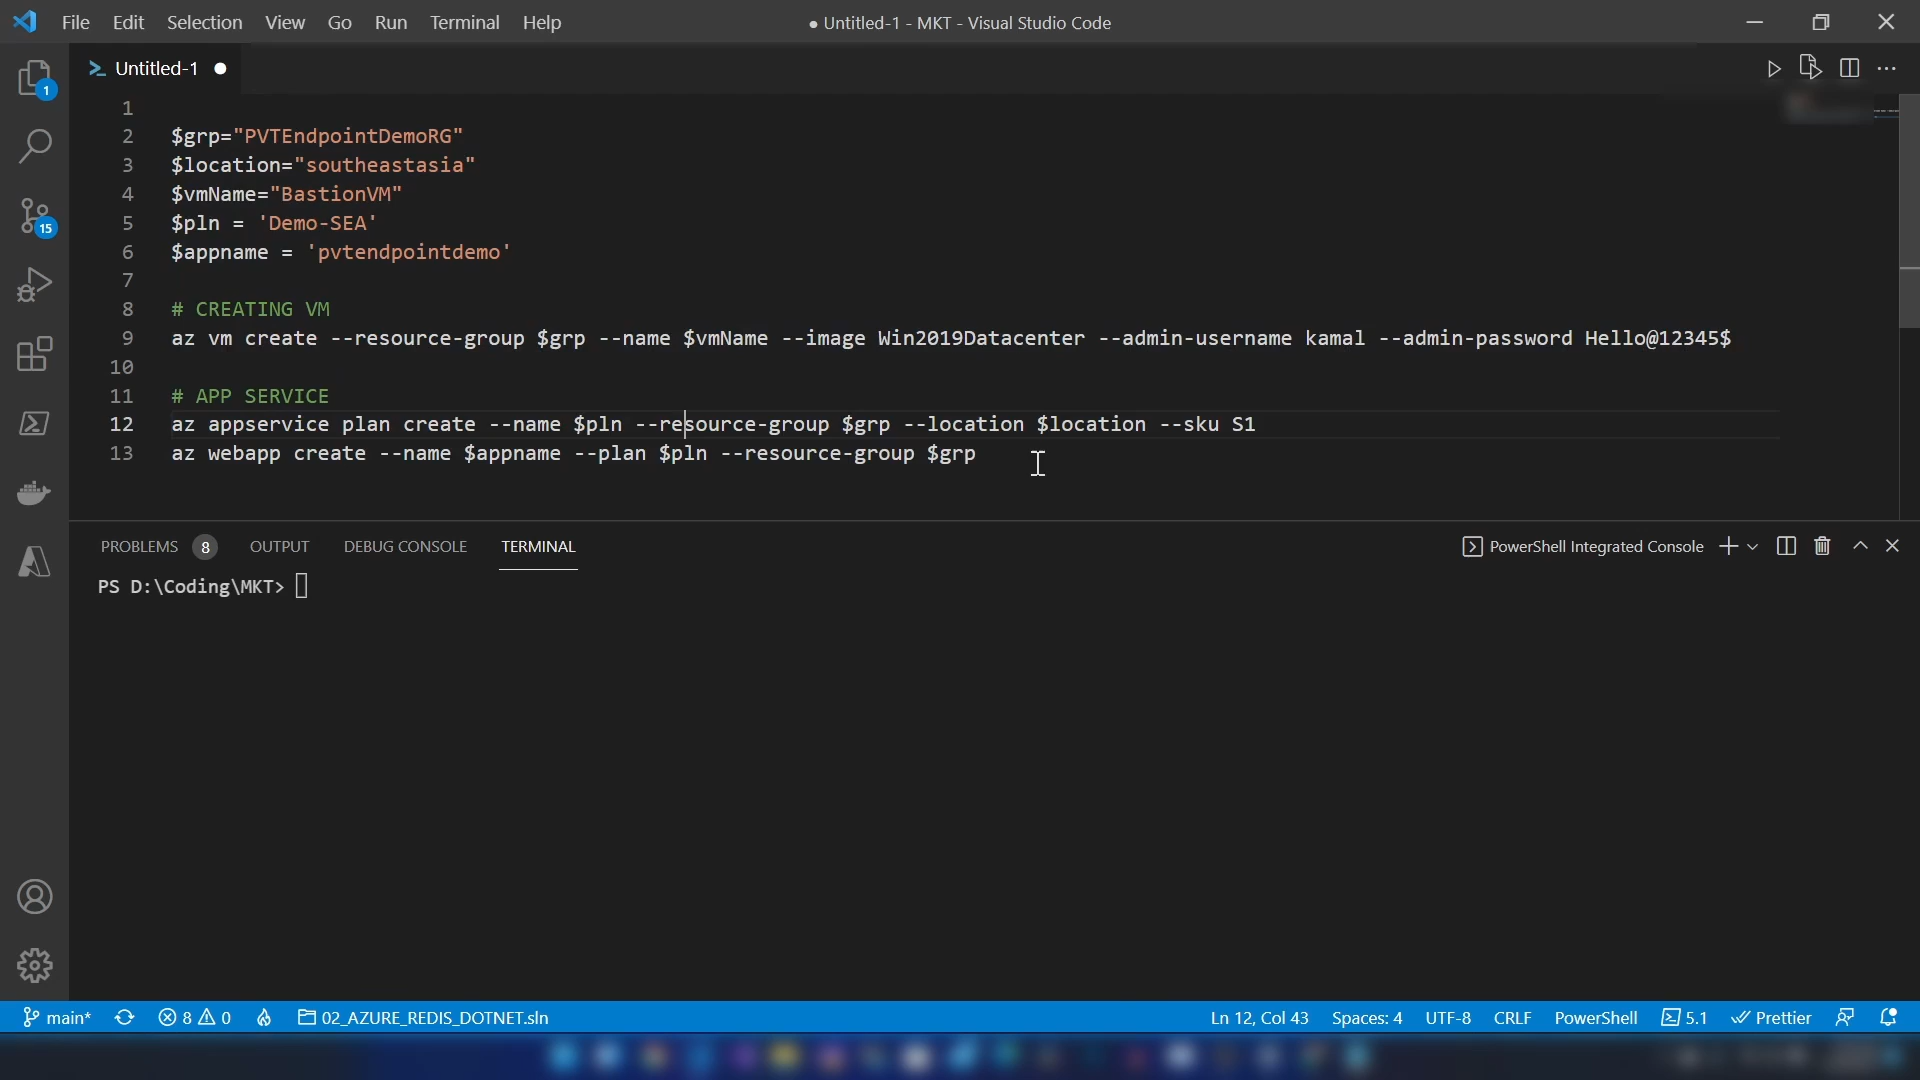 File Edit Selection View Go Run Terminal Help ● Untitled-1 - MKT - Visual Studio Code
Untitled-1 ●
1
2 $grp="PVTEndpointDemoRG"
3 $location="southeastasia"
4 $vmName="BastionVM"
5 $pln = 'Demo-SEA'
6 $appname = 'pvtendpointdemo'
7
8 # CREATING VM
9 az vm create --resource-group $grp --name $vmName --image Win2019Datacenter --admin-username kamal --admin-password Hello@12345$
10
11 # APP SERVICE
12 az appservice plan create --name $pln --resource-group $grp --location $location --sku S1
13 az webapp create --name $appname --plan $pln --resource-group $grp
1
15
PROBLEMS 8 OUTPUT DEBUG CONSOLE TERMINAL PowerShell Integrated Console
PS D:\Coding\MKT>
main* 8 0 02_AZURE_REDIS_DOTNET.sln Ln 12, Col 43 Spaces: 4 UTF-8 CRLF PowerShell 5.1 Prettier